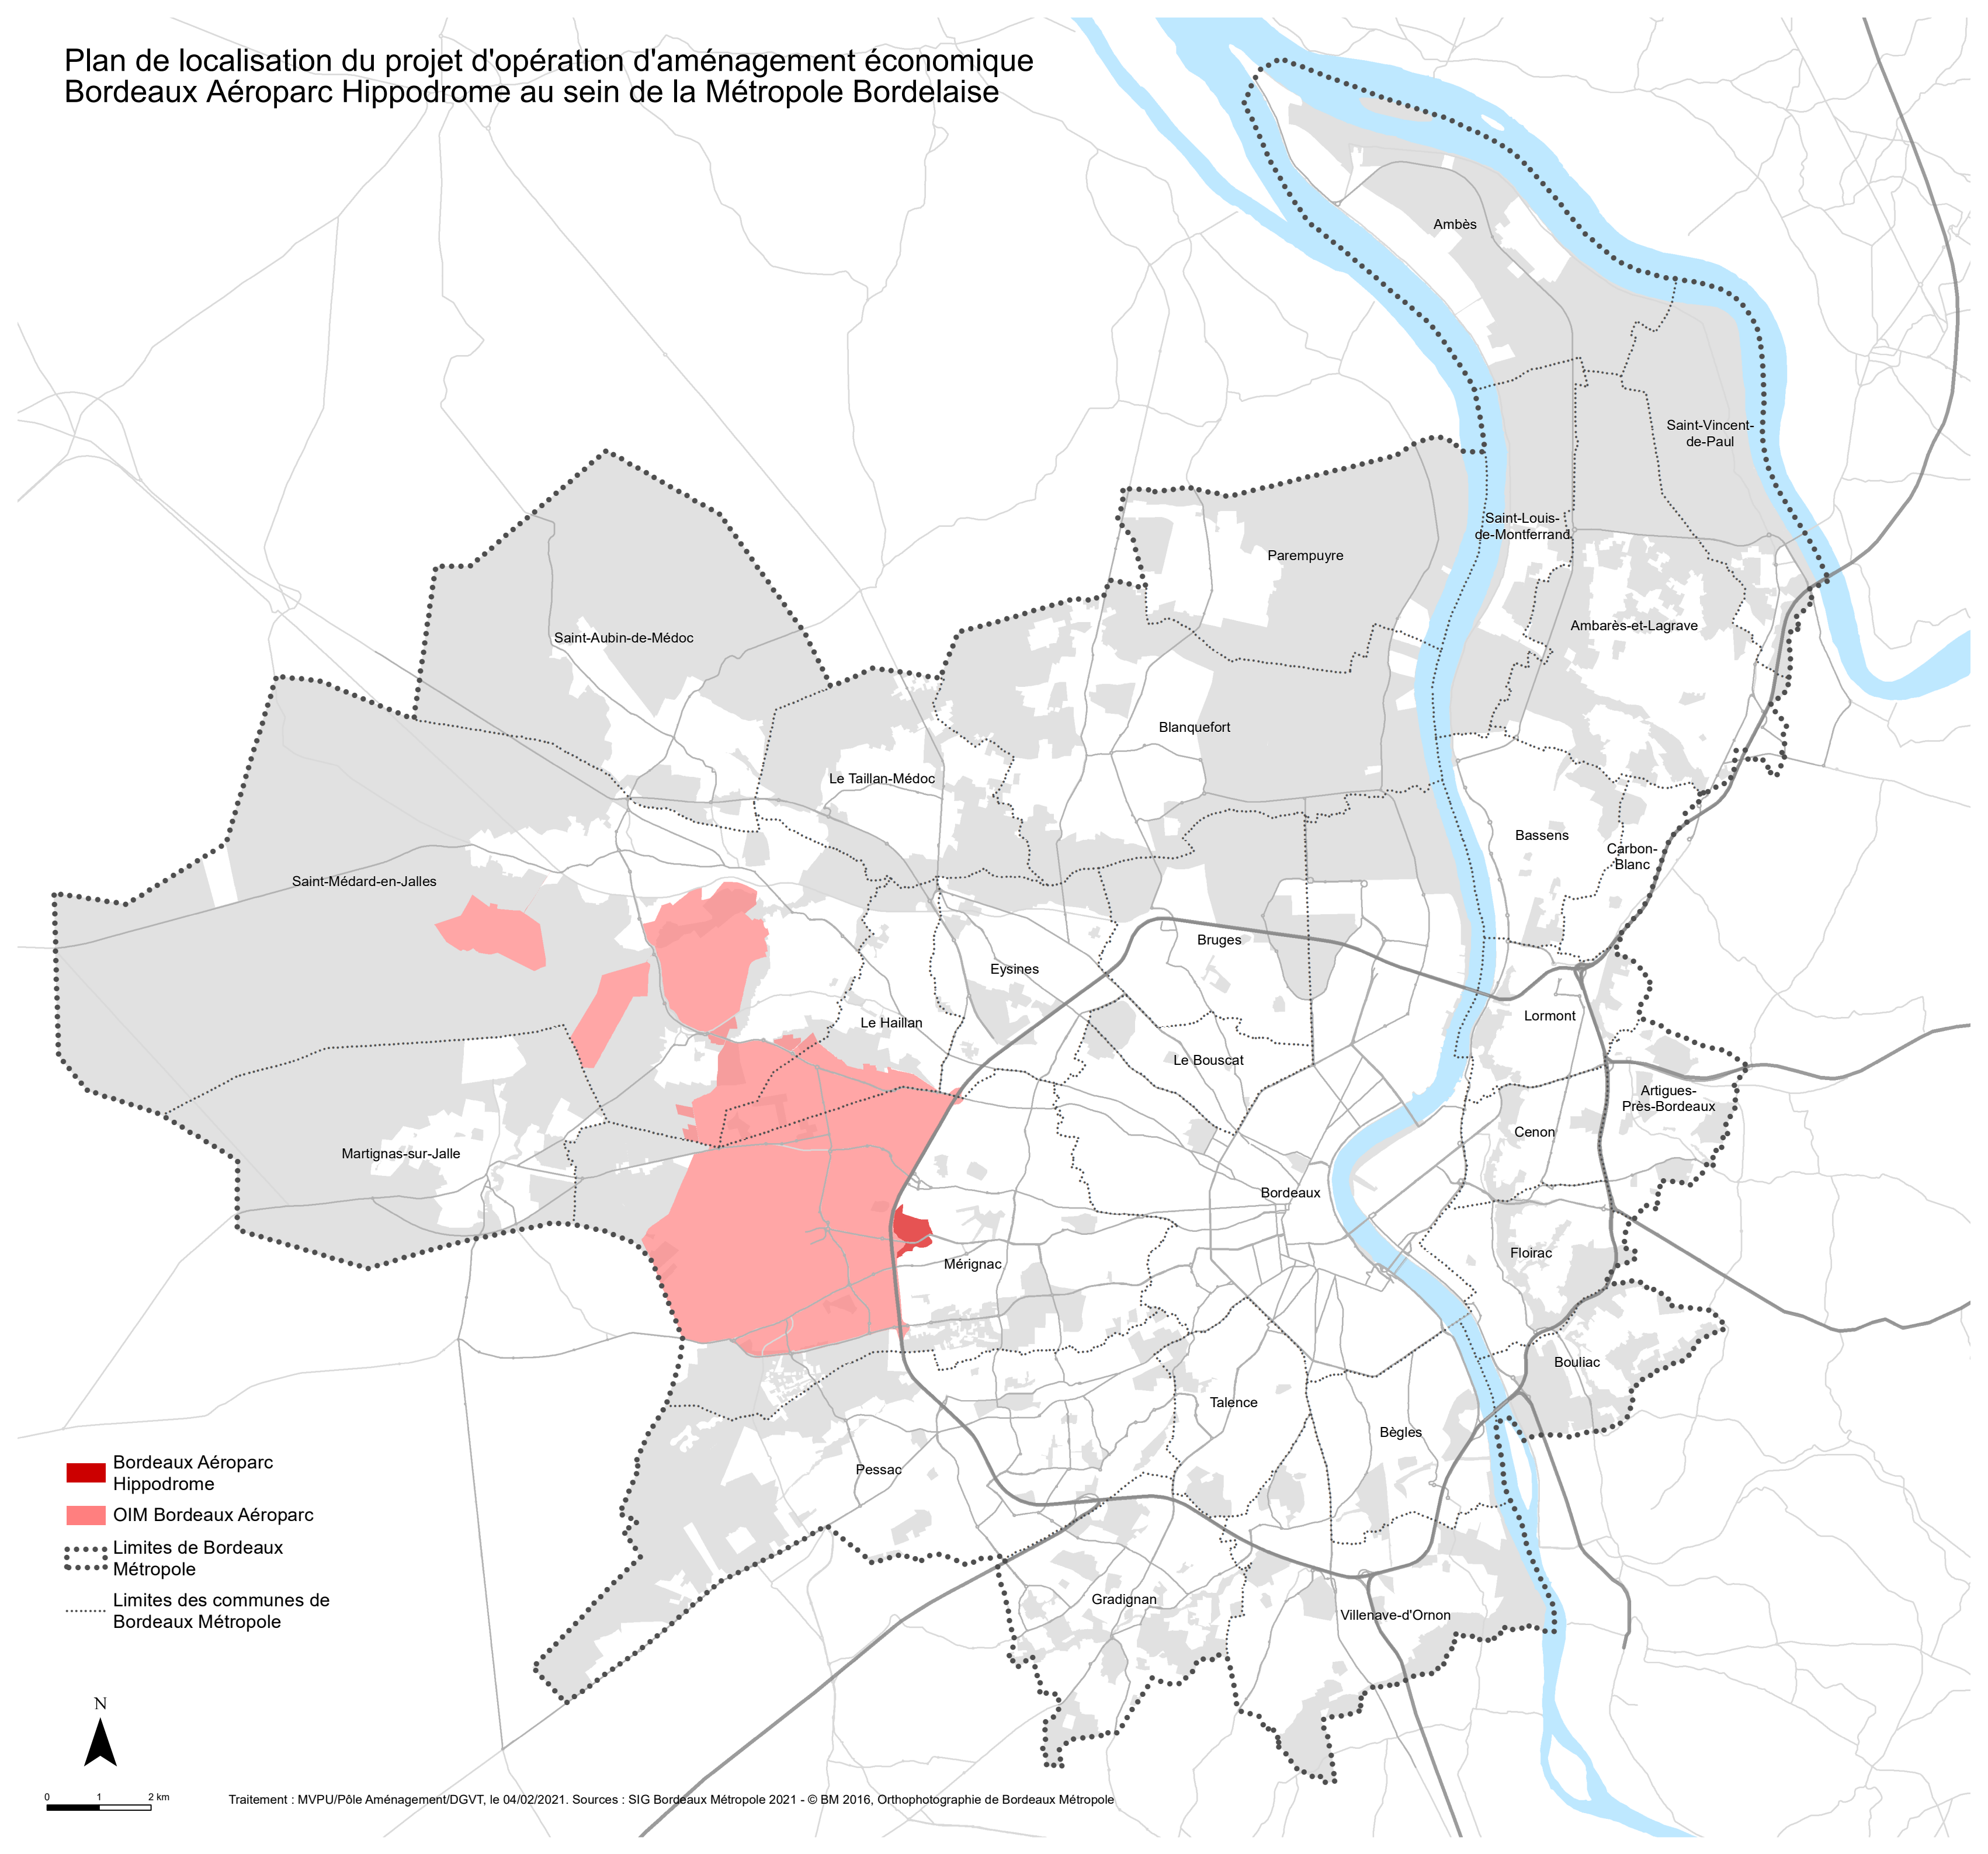 Plan de localisation du projet d'opération d'aménagement économique
Bordeaux Aéroparc Hippodrome au sein de la Métropole Bordelaise
Ambès
Saint-Vincent-
de-Paul
Saint-Louis-
de-Montferrand
Parempuyre
Ambarès-et-Lagrave
Saint-Aubin-de-Médoc
Blanquefort
Le Taillan-Médoc
Bassens
Carbon-
Blanc
Saint-Médard-en-Jalles
Bruges
Eysines
Lormont
Le Haillan
Le Bouscat
Artigues-
Près-Bordeaux
Cenon
Martignas-sur-Jalle
Bordeaux
Floirac
Mérignac
Bouliac
Talence
Bègles
Pessac
Gradignan
Villenave-d'Ornon
Bordeaux Aéroparc
Hippodrome
OIM Bordeaux Aéroparc
Limites de Bordeaux
Métropole
Limites des communes de
Bordeaux Métropole
N
0 1 2 km
Traitement : MVPU/Pôle Aménagement/DGVT, le 04/02/2021. Sources : SIG Bordeaux Métropole 2021 - © BM 2016, Orthophotographie de Bordeaux Métropole